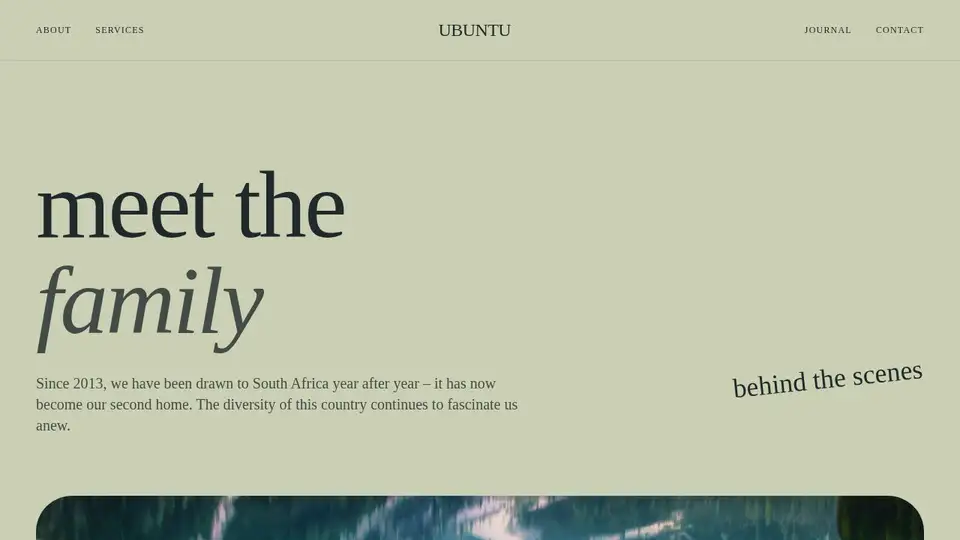 ABOUT SERVICES UBUNTU JOURNAL CONTACT
meet the
family
Since 2013, we have been drawn to South Africa year after year – it has now
become our second home. The diversity of this country continues to fascinate us
anew.
behind the scenes